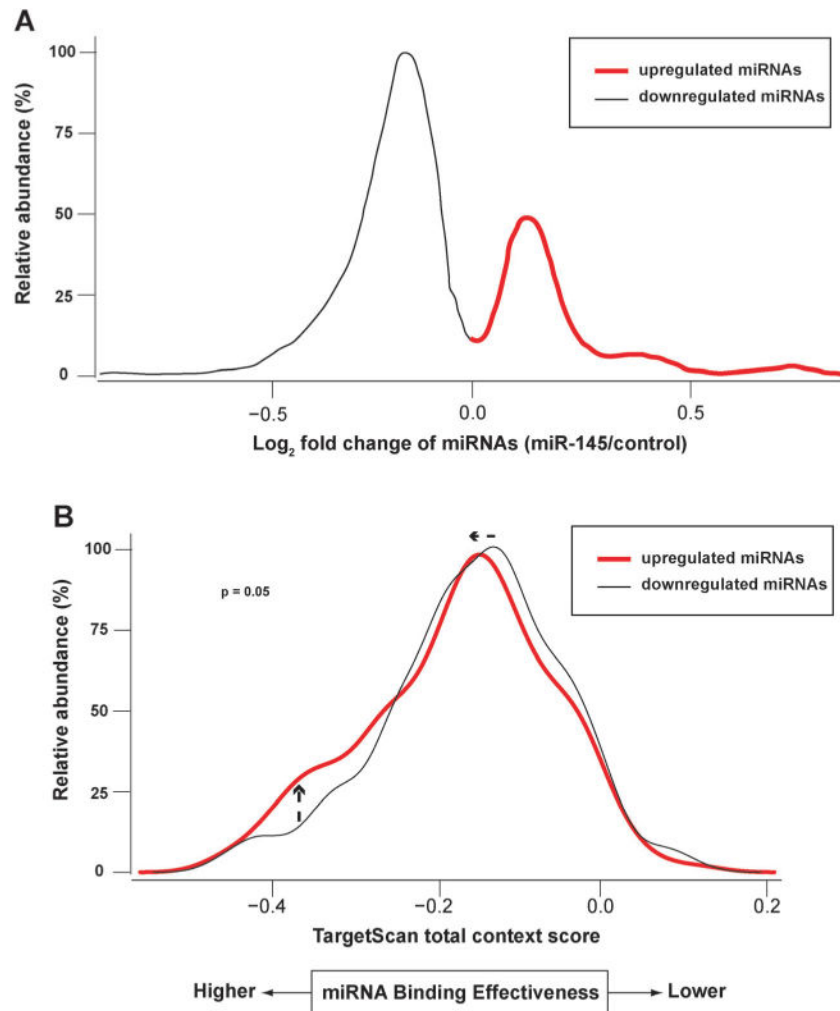 A
Relative abundance (%)
100
75
50
25
0
−0.5
0.0
0.5
Log₂ fold change of miRNAs (miR-145/control)
upregulated miRNAs
downregulated miRNAs
B
Relative abundance (%)
100
75
50
25
0
p = 0.05
upregulated miRNAs
downregulated miRNAs
−0.4
−0.2
0.0
0.2
TargetScan total context score
Higher miRNA Binding Effectiveness Lower